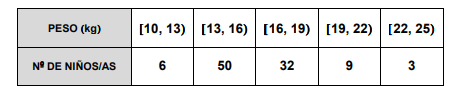 PESO (kg) [10, 13) [13, 16) [16, 19) [19, 22) [22, 25)
Nº DE NIÑOS/AS 6 50 32 9 3